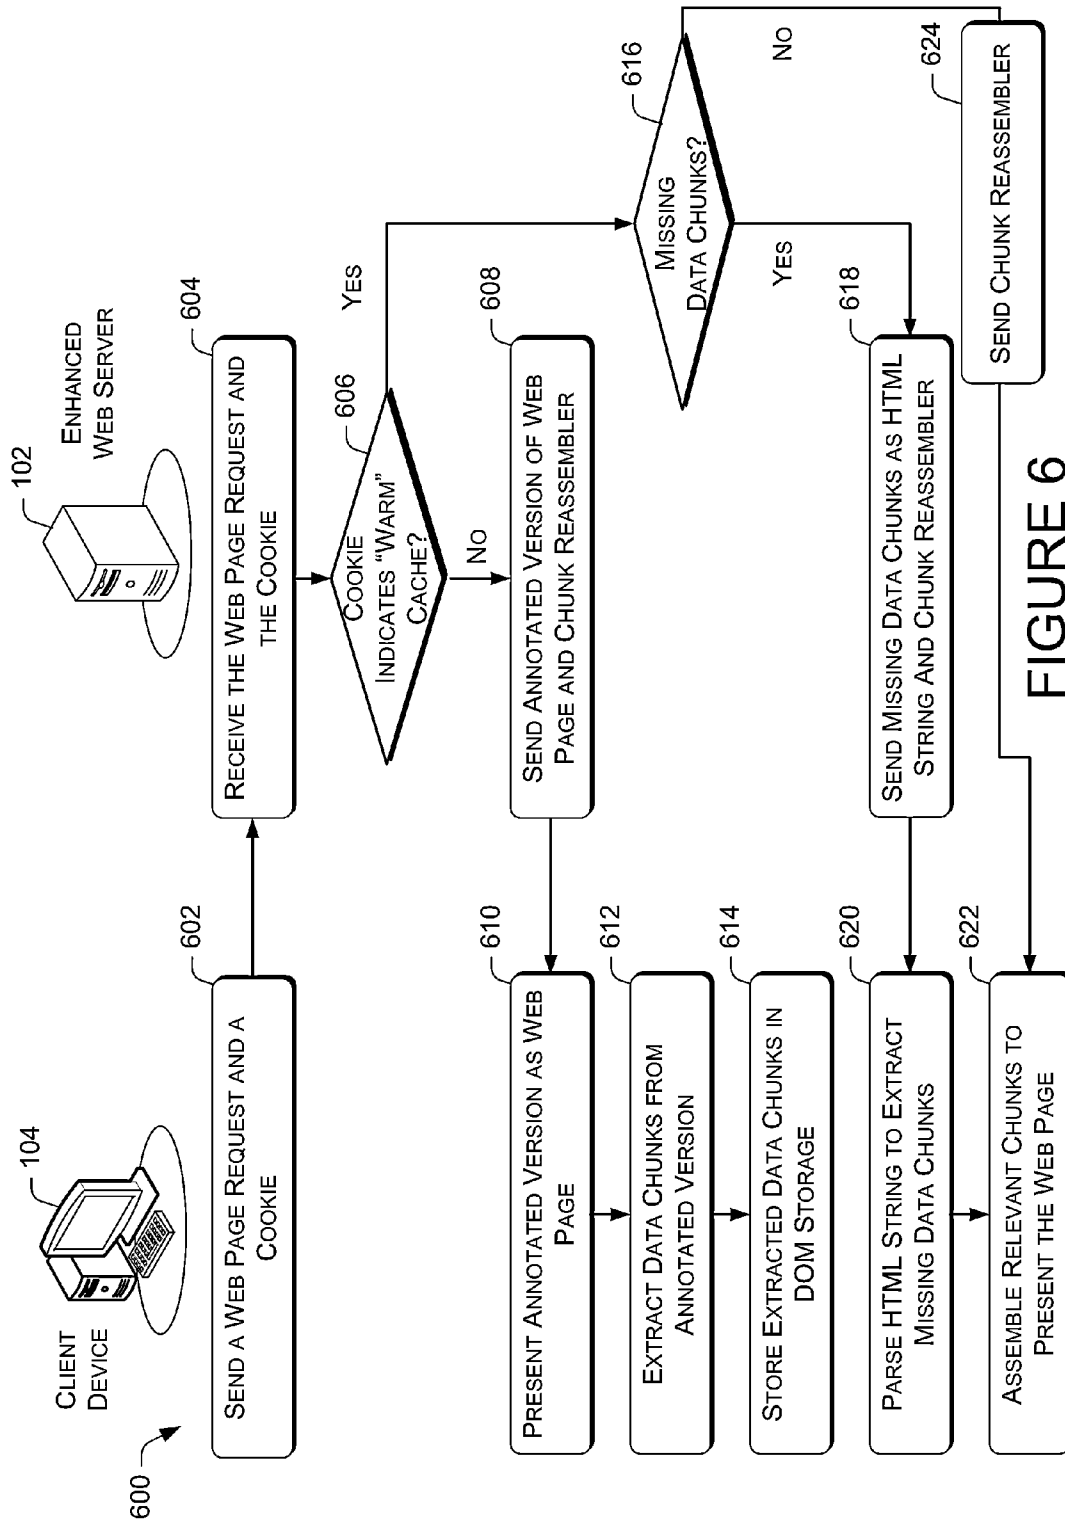 600
CLIENT
DEVICE
104
102
ENHANCED
WEB SERVER
602
SEND A WEB PAGE REQUEST AND A
COOKIE
604
RECEIVE THE WEB PAGE REQUEST AND
THE COOKIE
606
COOKIE
INDICATES "WARM"
CACHE?
YES
NO
608
SEND ANNOTATED VERSION OF WEB
PAGE AND CHUNK REASSEMBLER
610
PRESENT ANNOTATED VERSION AS WEB
PAGE
612
EXTRACT DATA CHUNKS FROM
ANNOTATED VERSION
614
STORE EXTRACTED DATA CHUNKS IN
DOM STORAGE
616
MISSING
DATA CHUNKS?
NO
YES
618
SEND MISSING DATA CHUNKS AS HTML
STRING AND CHUNK REASSEMBLER
620
PARSE HTML STRING TO EXTRACT
MISSING DATA CHUNKS
622
ASSEMBLE RELEVANT CHUNKS TO
PRESENT THE WEB PAGE
624
SEND CHUNK REASSEMBLER
FIGURE 6